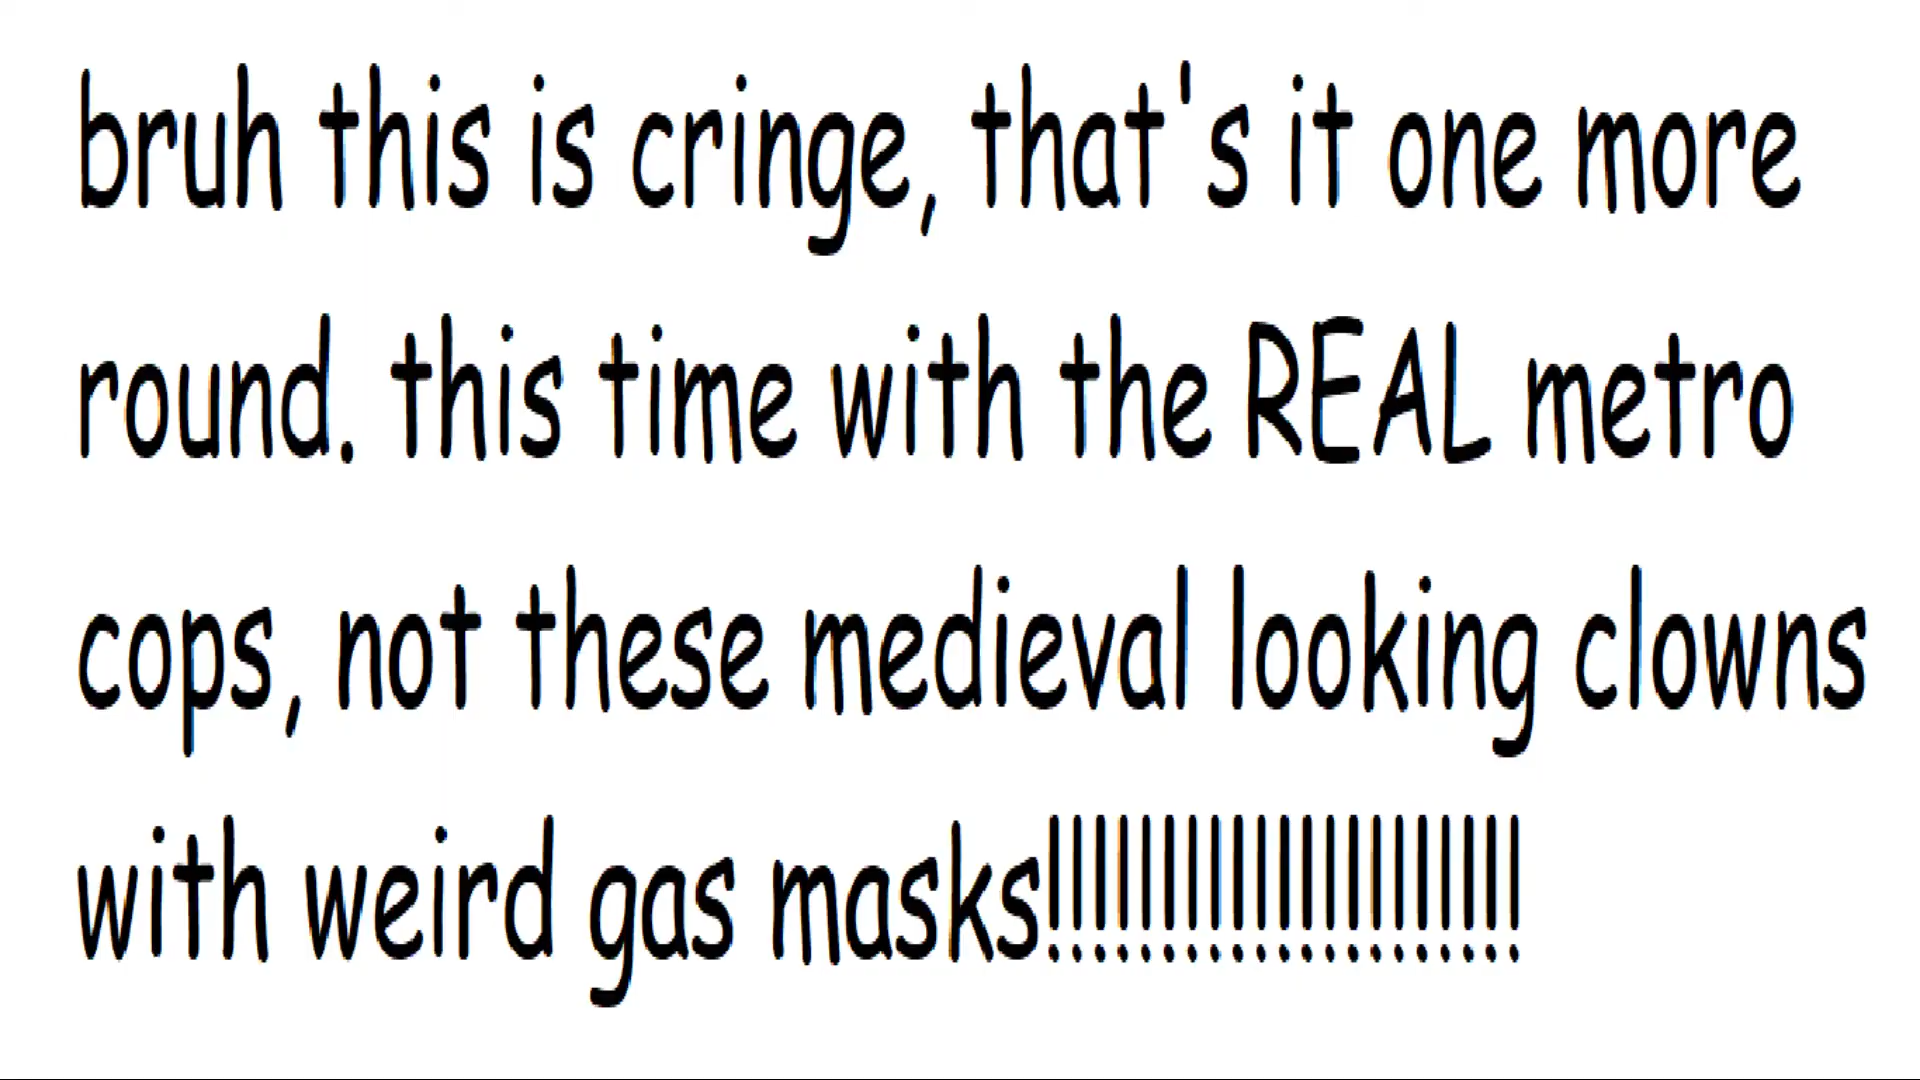 bruh this is cringe, that's it one more
round. this time with the REAL metro
cops, not these medieval looking clowns
with weird gas masks!!!!!!!!!!!!!!!!!!!!!